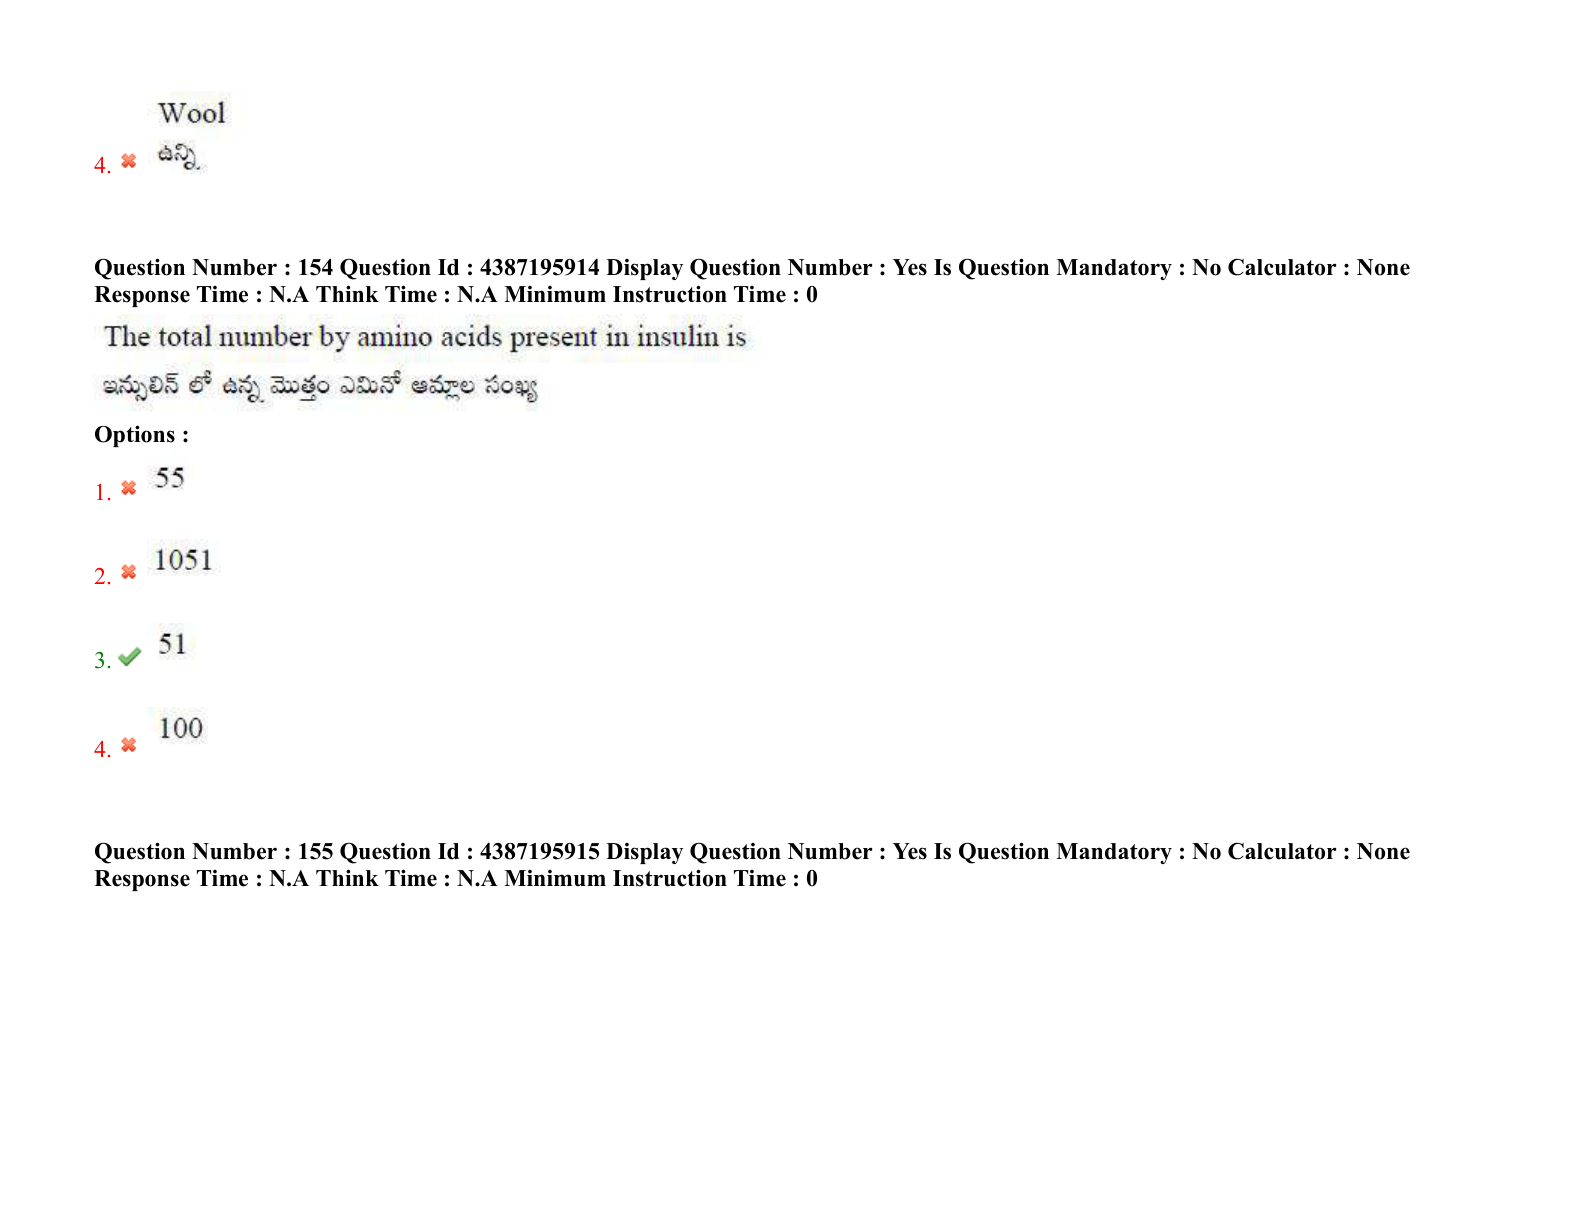 Wool
4. ఉన్ని
Question Number : 154 Question Id : 4387195914 Display Question Number : Yes Is Question Mandatory : No Calculator : None
Response Time : N.A Think Time : N.A Minimum Instruction Time : 0
The total number by amino acids present in insulin is
ఇన్సులిన్ లో ఉన్న మొత్తం ఎమినో ఆమ్లాల సంఖ్య
Options :
1. 55
2. 1051
3. 51
4. 100
Question Number : 155 Question Id : 4387195915 Display Question Number : Yes Is Question Mandatory : No Calculator : None
Response Time : N.A Think Time : N.A Minimum Instruction Time : 0